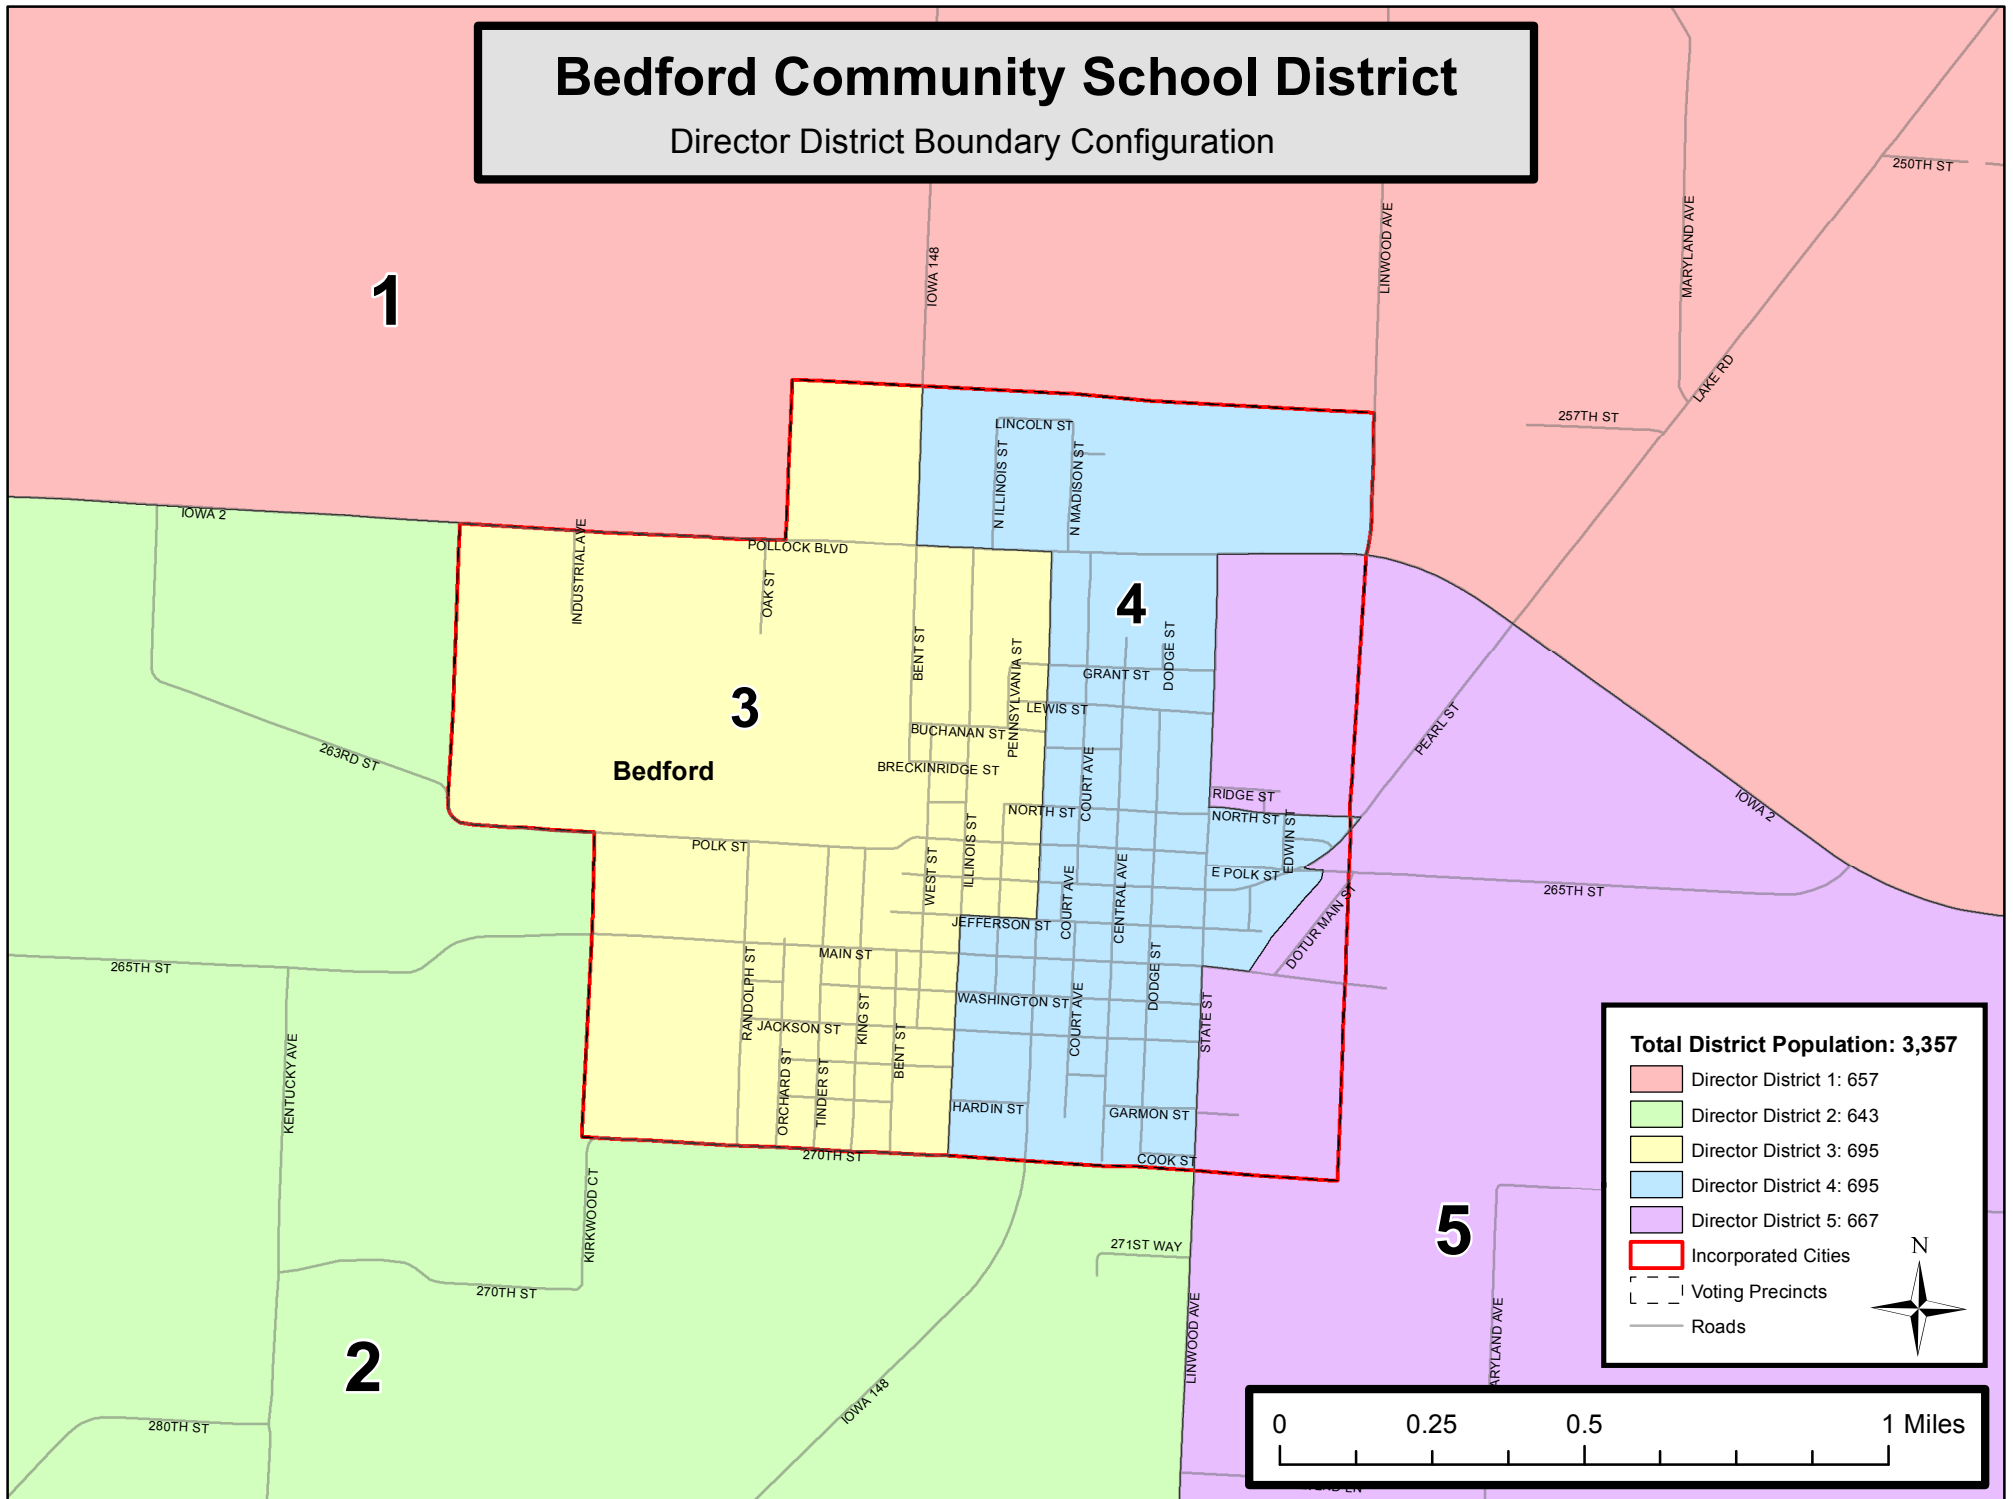 Bedford Community School District
Director District Boundary Configuration
250TH ST
MARYLAND AVE
LINWOOD AVE
IOWA 148
1
LAKE RD
257TH ST
LINCOLN ST
N ILLINOIS ST
N MADISON ST
IOWA 2
INDUSTRIAL AVE
POLLOCK BLVD
OAK ST
4
BENT ST
PENNSYLVANIA ST
DODGE ST
GRANT ST
3
LEWIS ST
BUCHANAN ST
PEARL ST
263RD ST
Bedford
BRECKINRIDGE ST
COURT AVE
RIDGE ST
IOWA 2
NORTH ST
NORTH ST
EDWIN ST
POLK ST
ILLINOIS ST
WEST ST
E POLK ST
265TH ST
COURT AVE
CENTRAL AVE
JEFFERSON ST
DOTUR MAIN ST
MAIN ST
265TH ST
RANDOLPH ST
DODGE ST
WASHINGTON ST
COURT AVE
STATE ST
KING ST
JACKSON ST
BENT ST
KENTUCKY AVE
ORCHARD ST
TINDER ST
HARDIN ST
GARMON ST
270TH ST
COOK ST
KIRKWOOD CT
271ST WAY
5
270TH ST
LINWOOD AVE
ARYLAND AVE
2
IOWA 148
280TH ST
Total District Population: 3,357
Director District 1: 657
Director District 2: 643
Director District 3: 695
Director District 4: 695
Director District 5: 667
Incorporated Cities
Voting Precincts
Roads
N
0 0.25 0.5 1 Miles